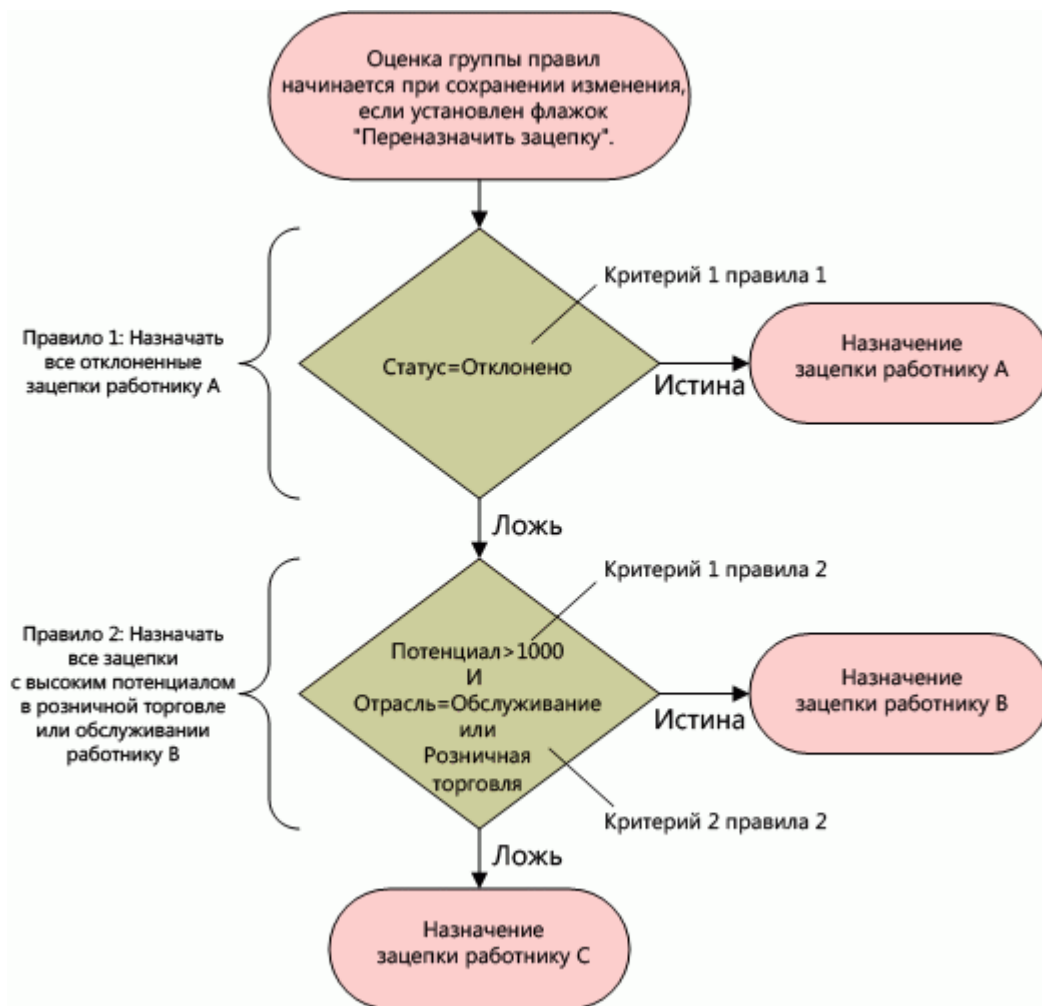 Оценка группы правил
начинается при сохранении изменения,
если установлен флажок
"Переназначить зацепку".
Критерий 1 правила 1
Правило 1: Назначать
все отклоненные
зацепки работнику A
Статус=Отклонено
Истина
Назначение
зацепки работнику A
Ложь
Критерий 1 правила 2
Правило 2: Назначать
все зацепки
с высоким потенциалом
в розничной торговле
или обслуживании
работнику B
Потенциал>1000
И
Отрасль=Обслуживание
или
Розничная
торговля
Истина
Назначение
зацепки работнику B
Критерий 2 правила 2
Ложь
Назначение
зацепки работнику C